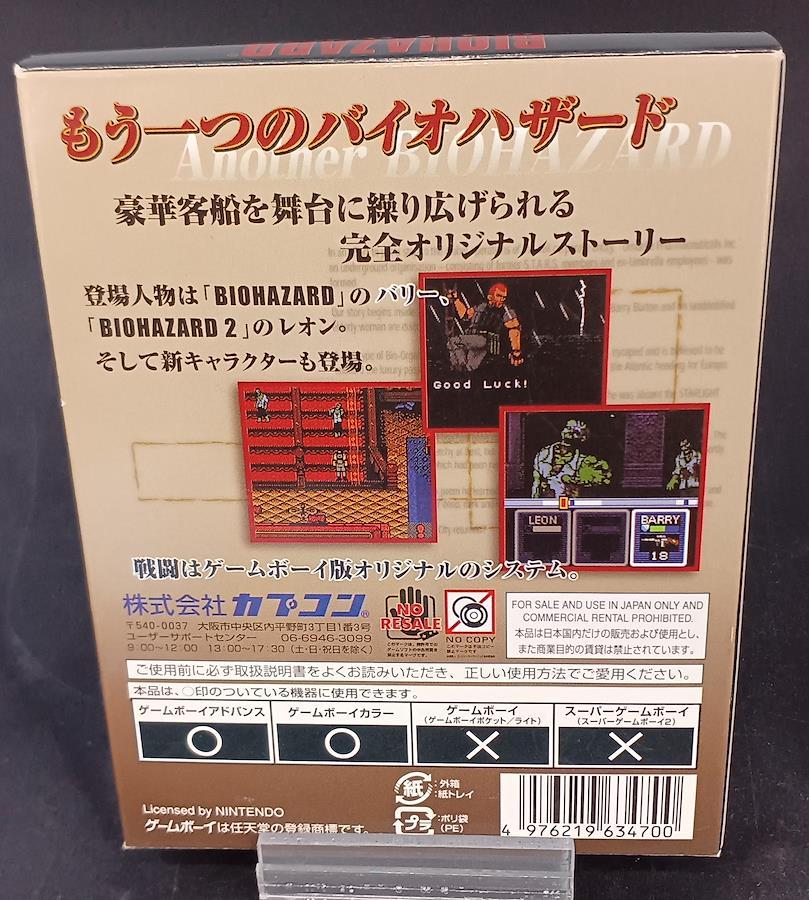 BIOHAZARD
もう一つのバイオハザード
Another BIOHAZARD
豪華客船を舞台に繰り広げられる
完全オリジナルストーリー
登場人物は「BIOHAZARD」のバリー、
「BIOHAZARD 2」のレオン。
そして新キャラクターも登場。
Good Luck!
LEON
BARRY
18
戦闘はゲームボーイ版オリジナルのシステム。
株式会社カプコン®
〒540-0037 大阪市中央区内平野町3丁目1番3号
ユーザーサポートセンター 06-6946-3099
9:00~12:00 13:00~17:30 (土・日・祝日を除く)
NO RESALE
NO COPY
FOR SALE AND USE IN JAPAN ONLY AND
COMMERCIAL RENTAL PROHIBITED.
本品は日本国内だけの販売および使用とし、
また商業目的の賃貸は禁止されています。
ご使用前に必ず取扱説明書をよくお読みいただき、正しい使用方法でご愛用ください。
本品は、○印のついている機器に使用できます。
ゲームボーイアドバンス
ゲームボーイカラー
ゲームボーイ
(ゲームボーイポケット/ライト)
スーパーゲームボーイ
(スーパーゲームボーイ2)
○ ○ × ×
紙 :外箱
:紙トレイ
プラ :ポリ袋
(PE)
Licensed by NINTENDO
ゲームボーイは任天堂の登録商標です。
4 976219 634700